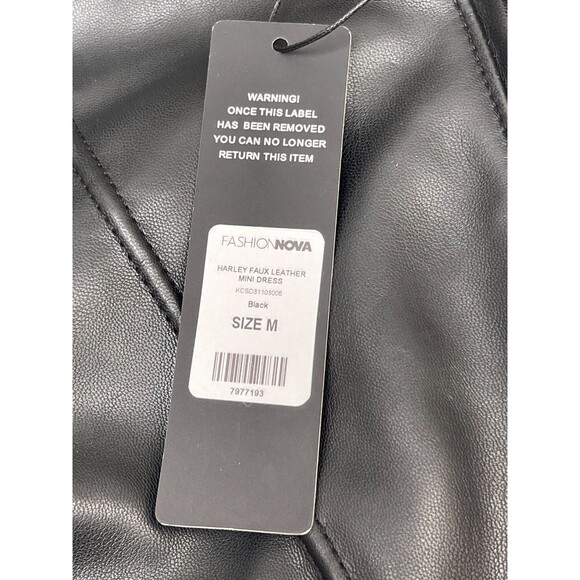 WARNING!
ONCE THIS LABEL
HAS BEEN REMOVED
YOU CAN NO LONGER
RETURN THIS ITEM
FASHIONNOVA
HARLEY FAUX LEATHER
MINI DRESS
KCSD31103006
Black
SIZE M
7977193